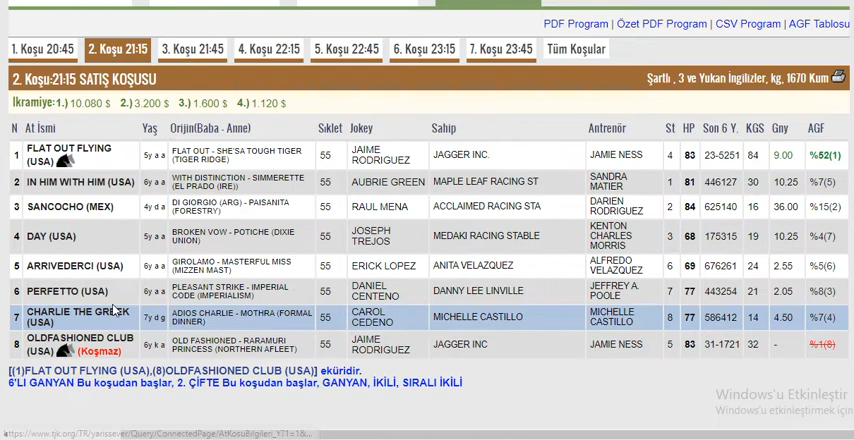 PDF Program | Özet PDF Program | CSV Program | AGF Tablosu
1. Koşu 20:45 2. Koşu 21:15 3. Koşu 21:45 4. Koşu 22:15 5. Koşu 22:45 6. Koşu 23:15 7. Koşu 23:45 Tüm Koşular
2. Koşu:21:15 SATIŞ KOŞUSU Şartlı , 3 ve Yukarı İngilizler, kg, 1670 Kum
İkramiye: 1.) 10.080 $ 2.) 3.200 $ 3.) 1.600 $ 4.) 1.120 $
N At İsmi Yaş Orijin(Baba - Anne) Sıklet Jokey Sahip Antrenör St HP Son 6 Y. KGS Gny AGF
1 FLAT OUT FLYING (USA) 5y a a FLAT OUT - SHE'SA TOUGH TIGER (TIGER RIDGE) 55 JAIME RODRIGUEZ JAGGER INC. JAMIE NESS 4 83 23-5251 84 9.00 %52(1)
2 IN HIM WITH HIM (USA) 6y a a WITH DISTINCTION - SIMMERETTE (EL PRADO (IRE)) 55 AUBRIE GREEN MAPLE LEAF RACING ST SANDRA MATIER 1 81 446127 30 10.25 %7(5)
3 SANCOCHO (MEX) 4y d a DI GIORGIO (ARG) - PAISANITA (FORESTRY) 55 RAUL MENA ACCLAIMED RACING STA DARIEN RODRIGUEZ 2 84 625140 16 36.00 %15(2)
4 DAY (USA) 5y a a BROKEN VOW - POTICHE (DIXIE UNION) 55 JOSEPH TREJOS MEDAKI RACING STABLE KENTON CHARLES MORRIS 3 68 175315 19 10.25 %4(7)
5 ARRIVEDERCI (USA) 6y a a GIROLAMO - MASTERFUL MISS (MIZZEN MAST) 55 ERICK LOPEZ ANITA VELAZQUEZ ALFREDO VELAZQUEZ 6 69 676261 24 2.55 %5(6)
6 PERFETTO (USA) 6y a a PLEASANT STRIKE - IMPERIAL CODE (IMPERIALISM) 55 DANIEL CENTENO DANNY LEE LINVILLE JEFFREY A. POOLE 7 77 443254 21 2.05 %8(3)
7 CHARLIE THE GREEK (USA) 7y d g ADIOS CHARLIE - MOTHRA (FORMAL DINNER) 55 CAROL CEDENO MICHELLE CASTILLO MICHELLE CASTILLO 8 77 586412 14 4.50 %7(4)
8 OLDFASHIONED CLUB (USA) (Koşmaz) 6y k a OLD FASHIONED - RARAMURI PRINCESS (NORTHERN AFLEET) 55 JAIME RODRIGUEZ JAGGER INC JAMIE NESS 5 83 31-1721 32 - %1(8)
[(1)FLAT OUT FLYING (USA),(8)OLDFASHIONED CLUB (USA)] eküridir.
6'LI GANYAN Bu koşudan başlar, 2. ÇİFTE Bu koşudan başlar, GANYAN, İKİLİ, SIRALI İKİLİ
Windows'u Etkinleştir
Windows'u etkinleştirmek için
https://www.tjk.org/TR/yarissever/Query/ConnectedPage/AtKosuBilgileri_YT1=1&...